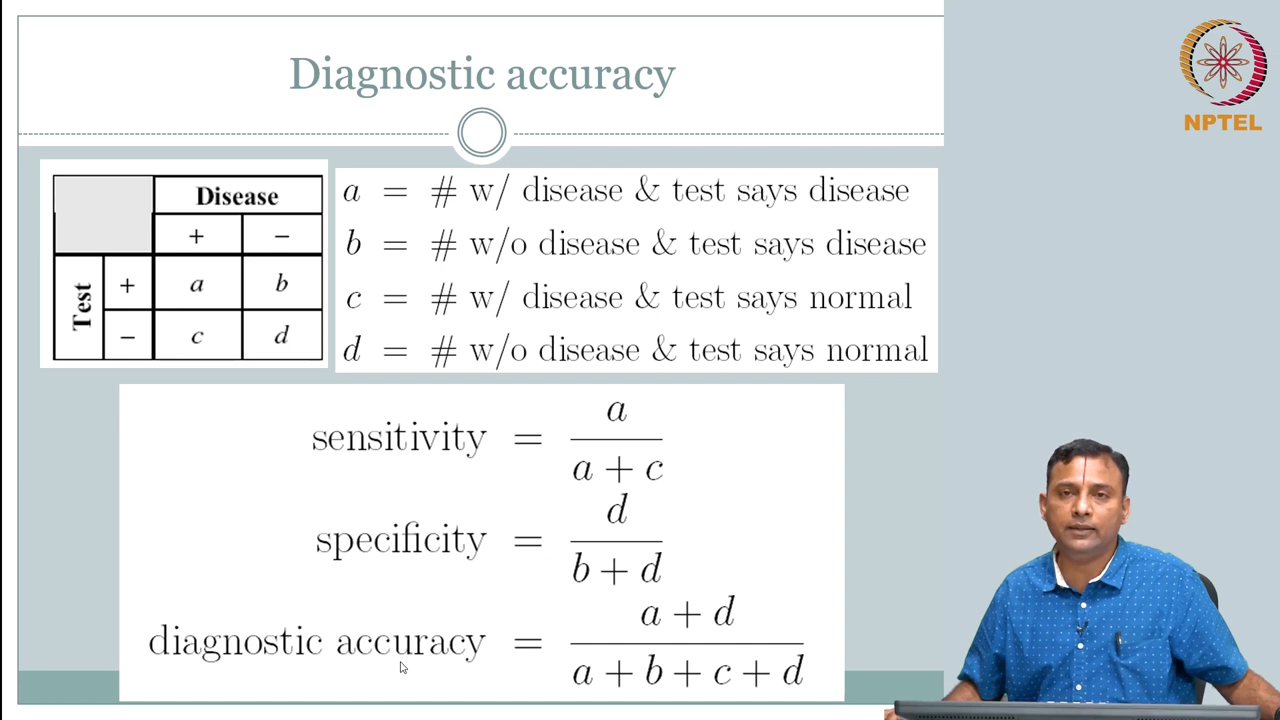 Diagnostic accuracy
NPTEL
Disease
+ −
Test + a b
− c d
a = # w/ disease & test says disease
b = # w/o disease & test says disease
c = # w/ disease & test says normal
d = # w/o disease & test says normal
sensitivity = a / a + c
specificity = d / b + d
diagnostic accuracy = a + d / a + b + c + d